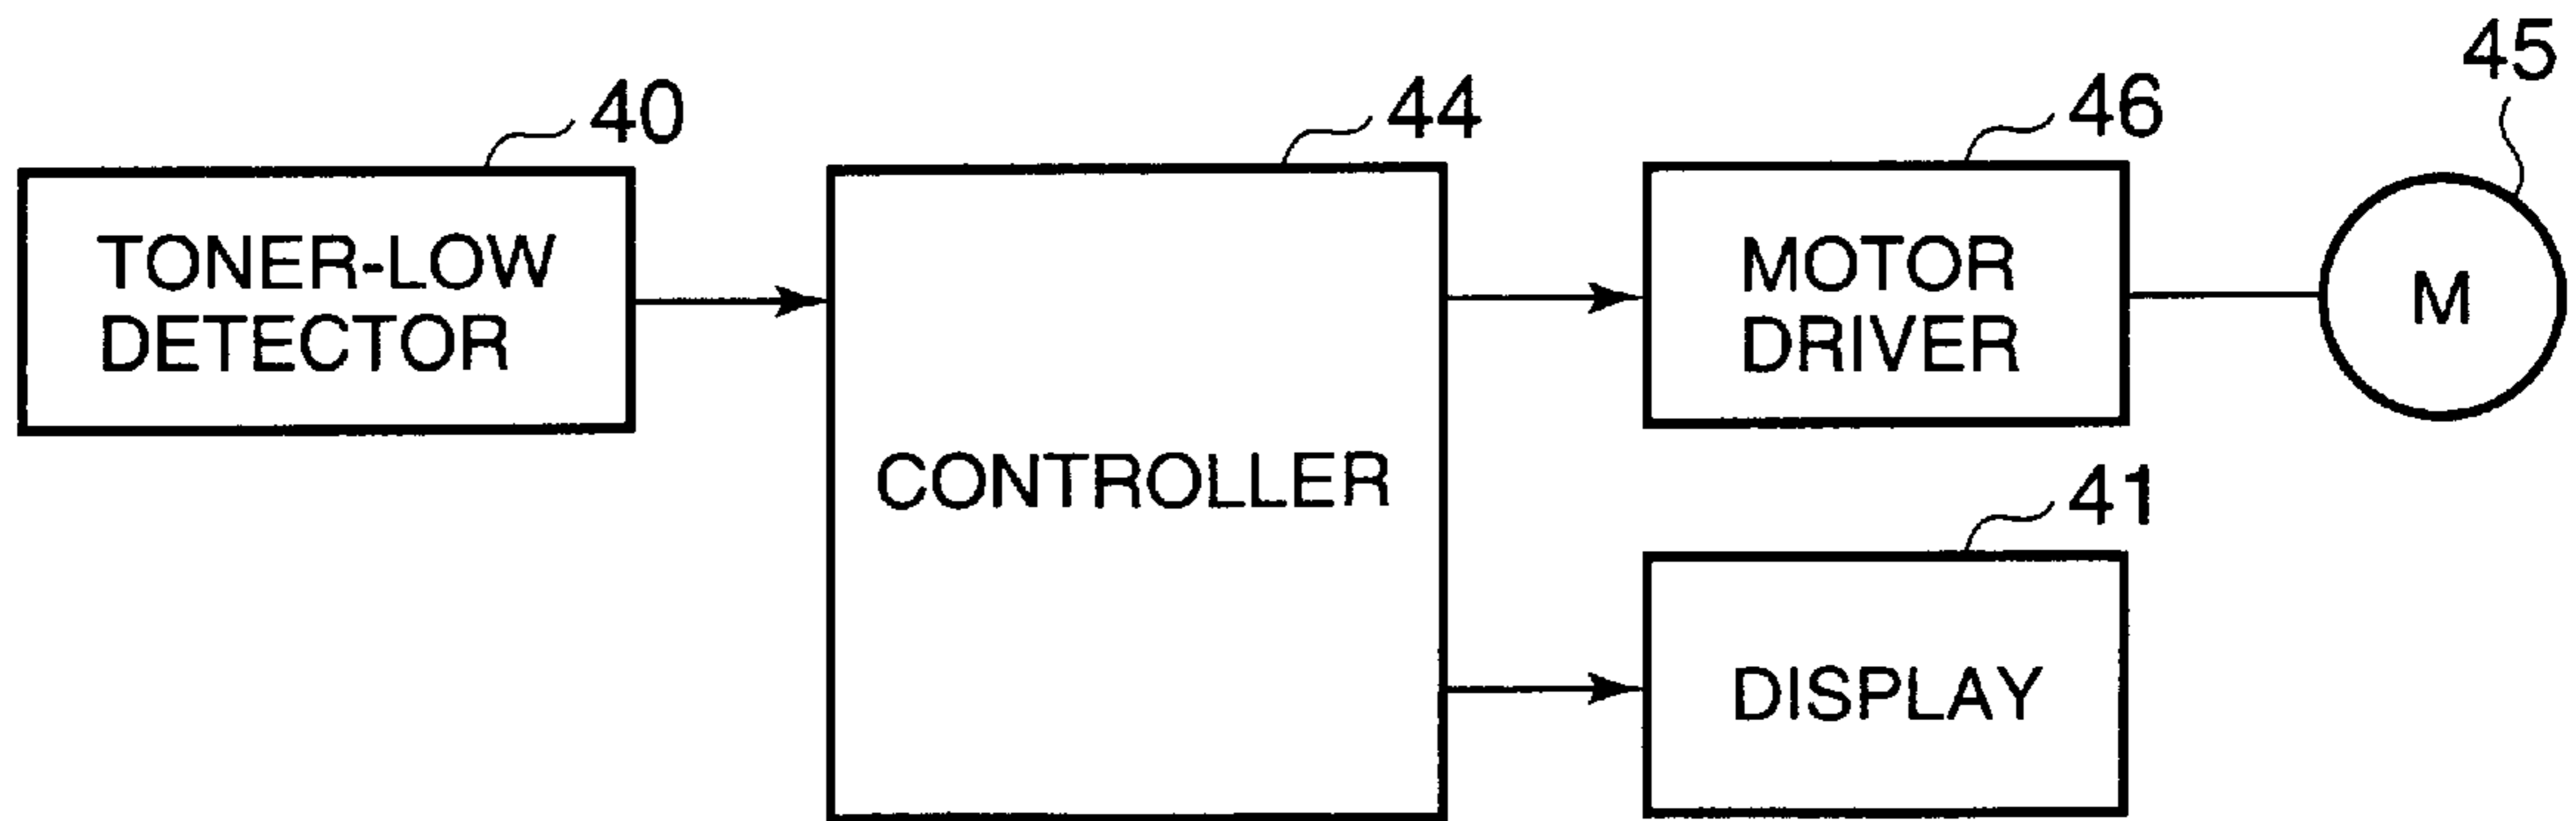 40
TONER-LOW
DETECTOR
44
CONTROLLER
46
MOTOR
DRIVER
45
M
41
DISPLAY